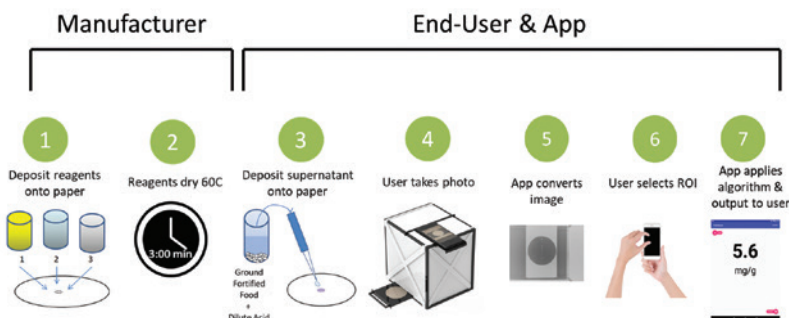 Manufacturer
End-User & App
1
2
3
4
5
6
7
Deposit reagents
onto paper
Reagents dry 60C
Deposit supernatant
onto paper
User takes photo
App converts
image
User selects ROI
App applies
algorithm &
output to user
1 2 3
3:00 min
Ground
Fortified
Food
+
Dilute Acid
5.6
mg/g